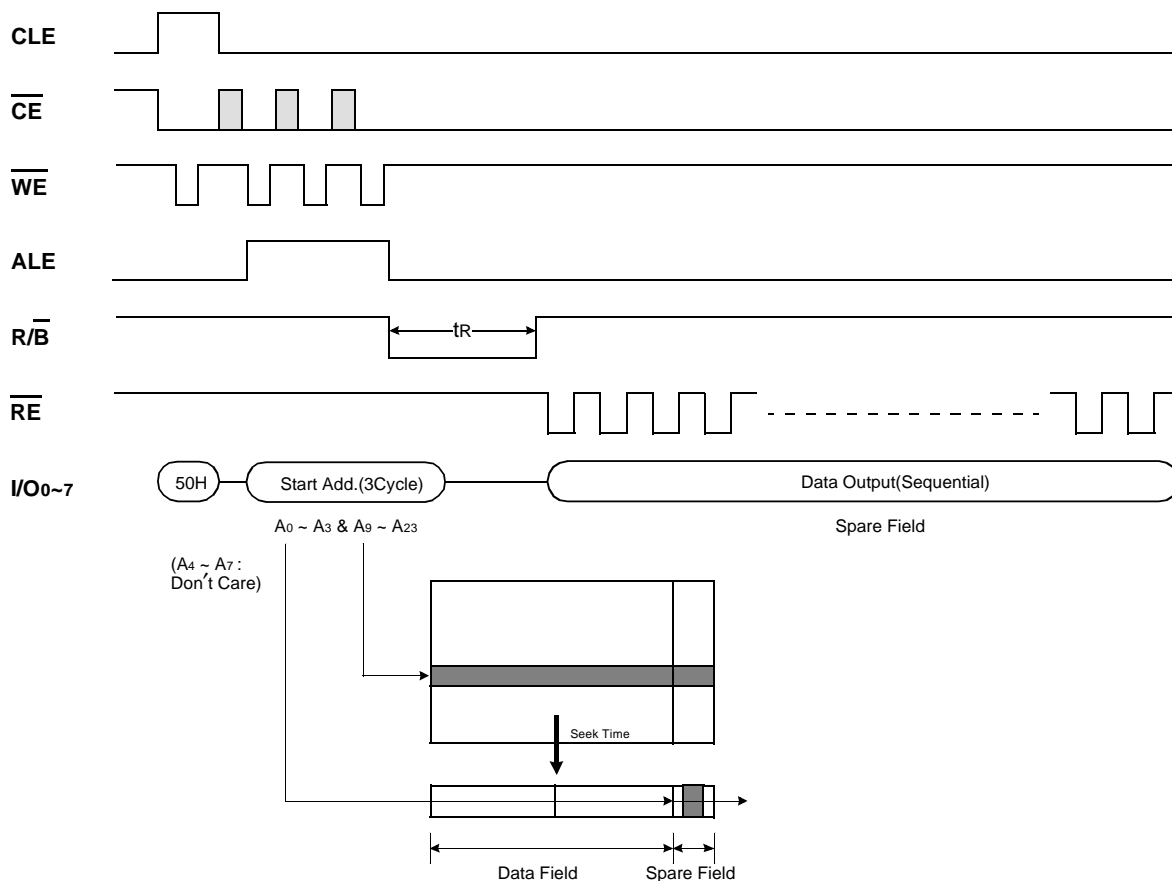 CLE
CE
WE
ALE
R/B
tR
RE
I/O0~7
50H
Start Add.(3Cycle)
Data Output(Sequential)
A0 ~ A3 & A9 ~ A23
Spare Field
(A4 ~ A7 :
Don't Care)
Seek Time
Data Field
Spare Field